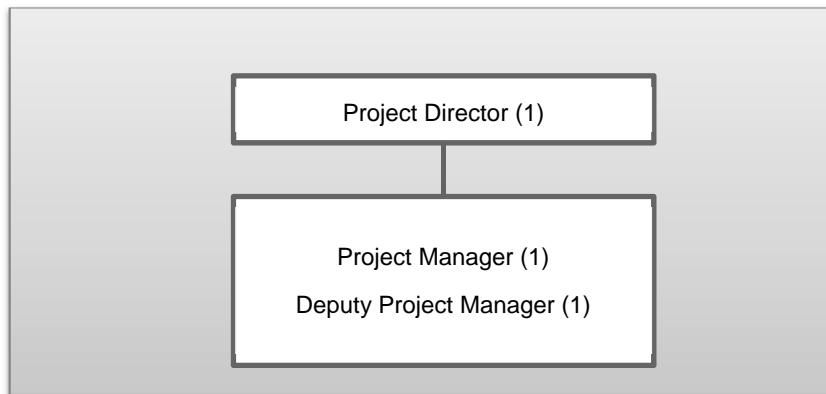 Project Director (1)
Project Manager (1)
Deputy Project Manager (1)